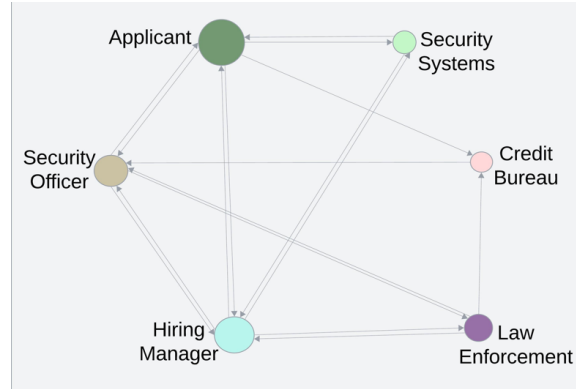 Applicant
Security
Systems
Security
Officer
Credit
Bureau
Hiring
Manager
Law
Enforcement